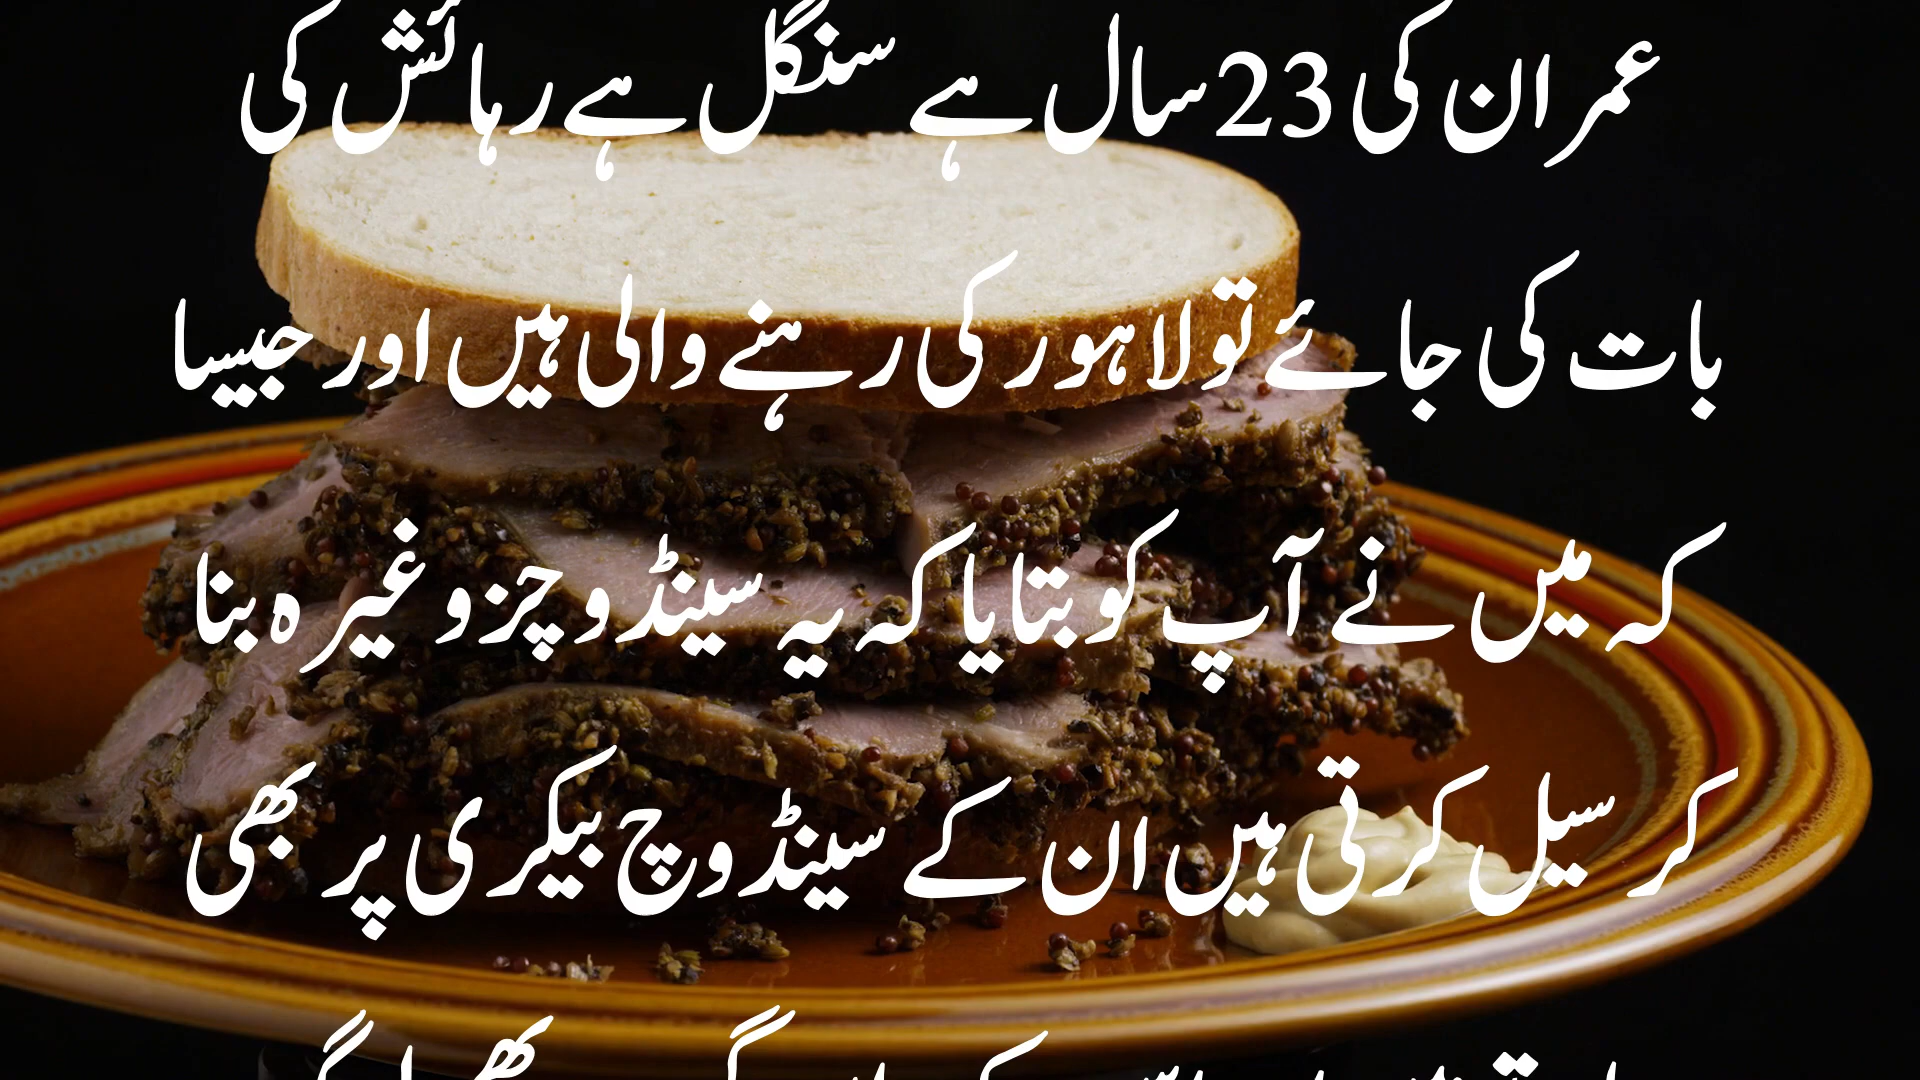 عمران کی 23 سال ہے سنگل ہے رہائش کی
بات کی جائے تو لاہور کی رہنے والی ہیں اور جیسا
کہ میں نے آپ کو بتایا کہ یہ سینڈوچز وغیرہ بنا
کر سیل کرتی ہیں ان کے سینڈوچ بیکری پر بھی